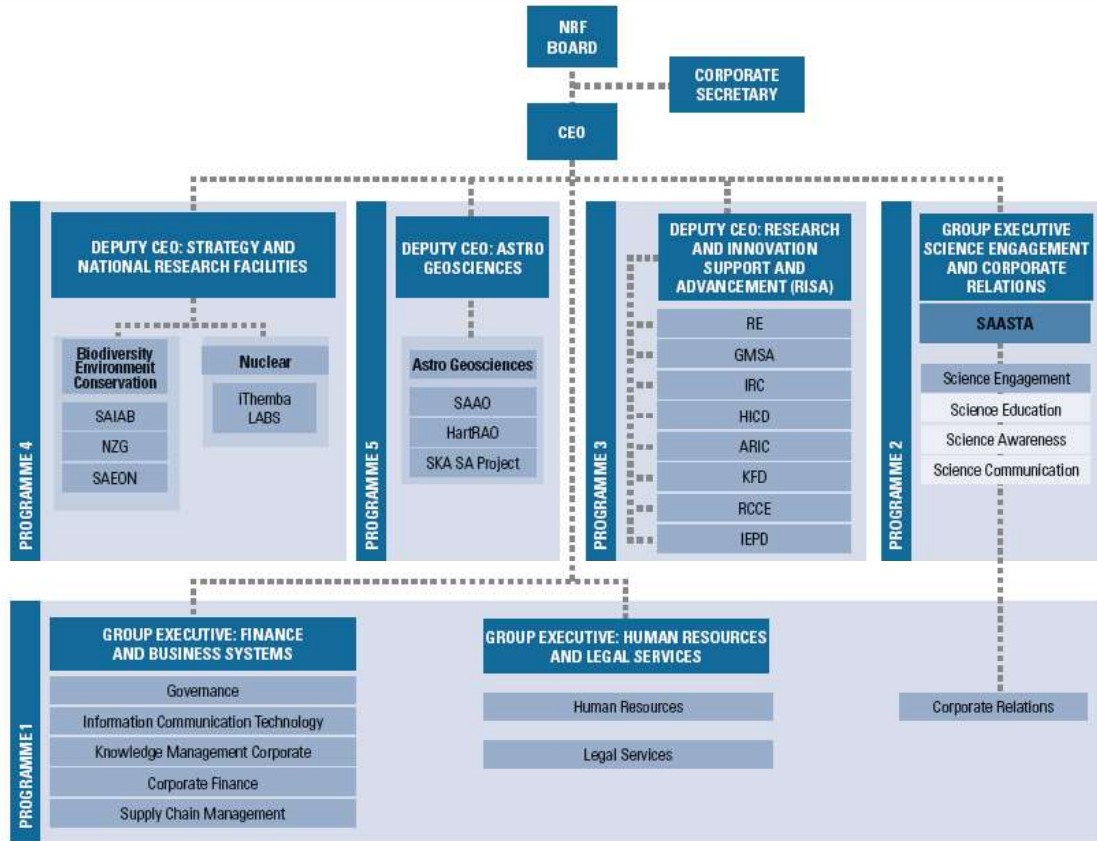 NRF
BOARD
CORPORATE
SECRETARY
CEO
PROGRAMME 4
DEPUTY CEO: STRATEGY AND
NATIONAL RESEARCH FACILITIES
Biodiversity
Environment
Conservation
SAIAB
NZG
SAEON
Nuclear
iThemba
LABS
PROGRAMME 5
DEPUTY CEO: ASTRO
GEOSCIENCES
Astro Geosciences
SAAO
HartRAO
SKA SA Project
PROGRAMME 3
DEPUTY CEO: RESEARCH
AND INNOVATION
SUPPORT AND
ADVANCEMENT (RISA)
RE
GMSA
IRC
HICD
ARIC
KFD
RCCE
IEPD
PROGRAMME 2
GROUP EXECUTIVE
SCIENCE ENGAGEMENT
AND CORPORATE
RELATIONS
SAASTA
Science Engagement
Science Education
Science Awareness
Science Communication
PROGRAMME 1
GROUP EXECUTIVE: FINANCE
AND BUSINESS SYSTEMS
Governance
Information Communication Technology
Knowledge Management Corporate
Corporate Finance
Supply Chain Management
GROUP EXECUTIVE: HUMAN RESOURCES
AND LEGAL SERVICES
Human Resources
Legal Services
Corporate Relations